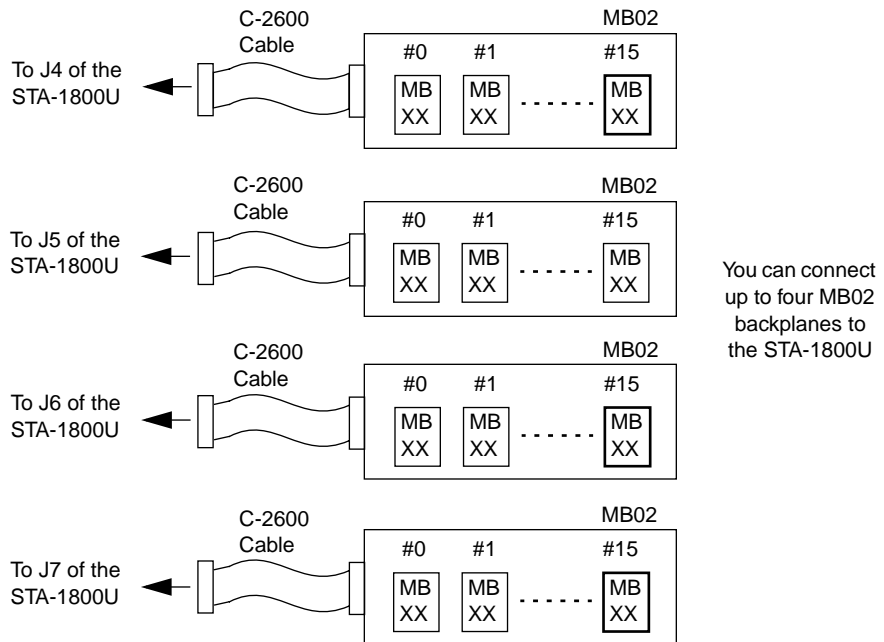 C-2600
Cable
MB02
#0 #1 #15
To J4 of the
STA-1800U
MB
XX
MB
XX
MB
XX
C-2600
Cable
MB02
#0 #1 #15
To J5 of the
STA-1800U
MB
XX
MB
XX
MB
XX
You can connect
up to four MB02
backplanes to
the STA-1800U
C-2600
Cable
MB02
#0 #1 #15
To J6 of the
STA-1800U
MB
XX
MB
XX
MB
XX
C-2600
Cable
MB02
#0 #1 #15
To J7 of the
STA-1800U
MB
XX
MB
XX
MB
XX